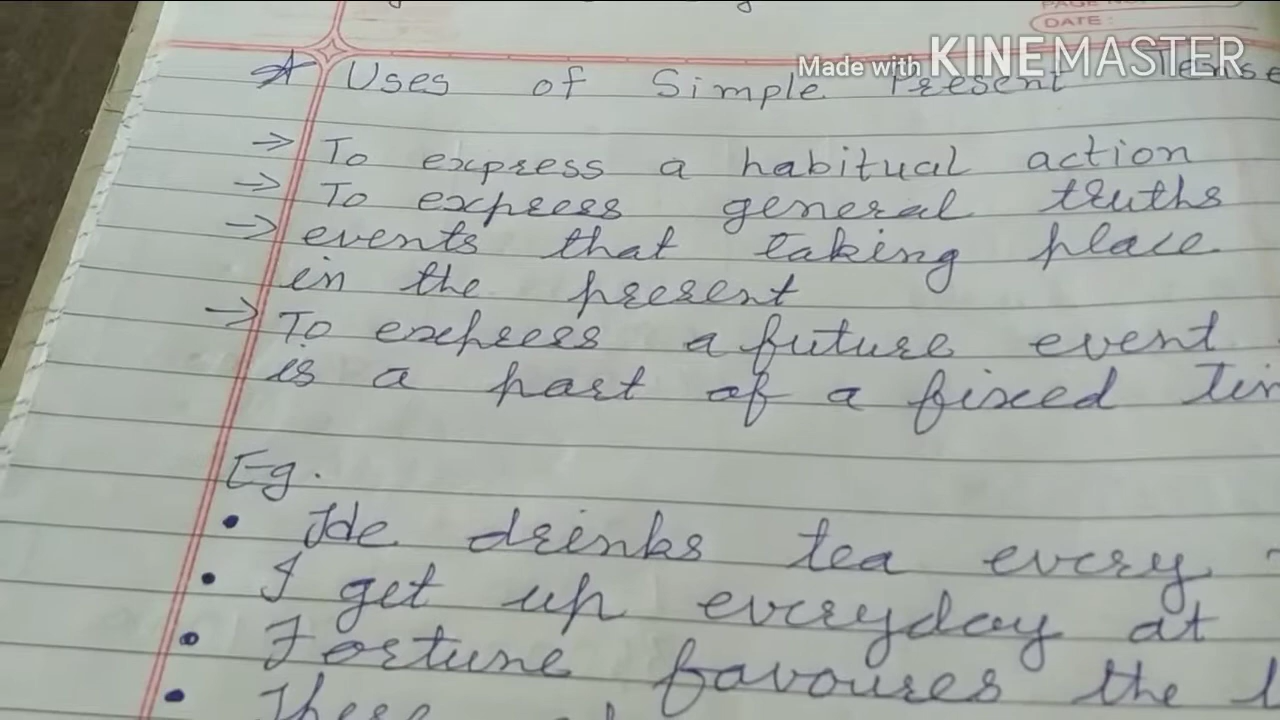 PAGE NO
DATE :
Made with KINEMASTER
Uses of Simple Present Tense
→ To express a habitual action
→ To express general truths
→ events that taking place
in the present
→ To express a future event
is a part of a fixed
Eg.
• He drinks tea every
• I get up everyday at
• Fortune favoures the